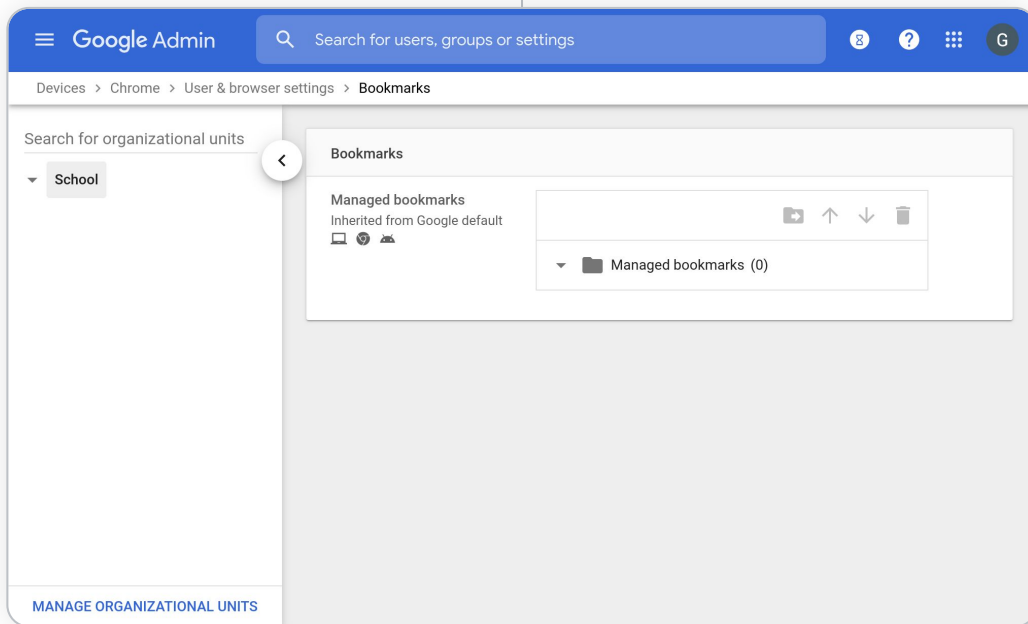 Google Admin
Search for users, groups or settings
G
Devices > Chrome > User & browser settings > Bookmarks
Search for organizational units
School
Bookmarks
Managed bookmarks
Inherited from Google default
Managed bookmarks (0)
MANAGE ORGANIZATIONAL UNITS